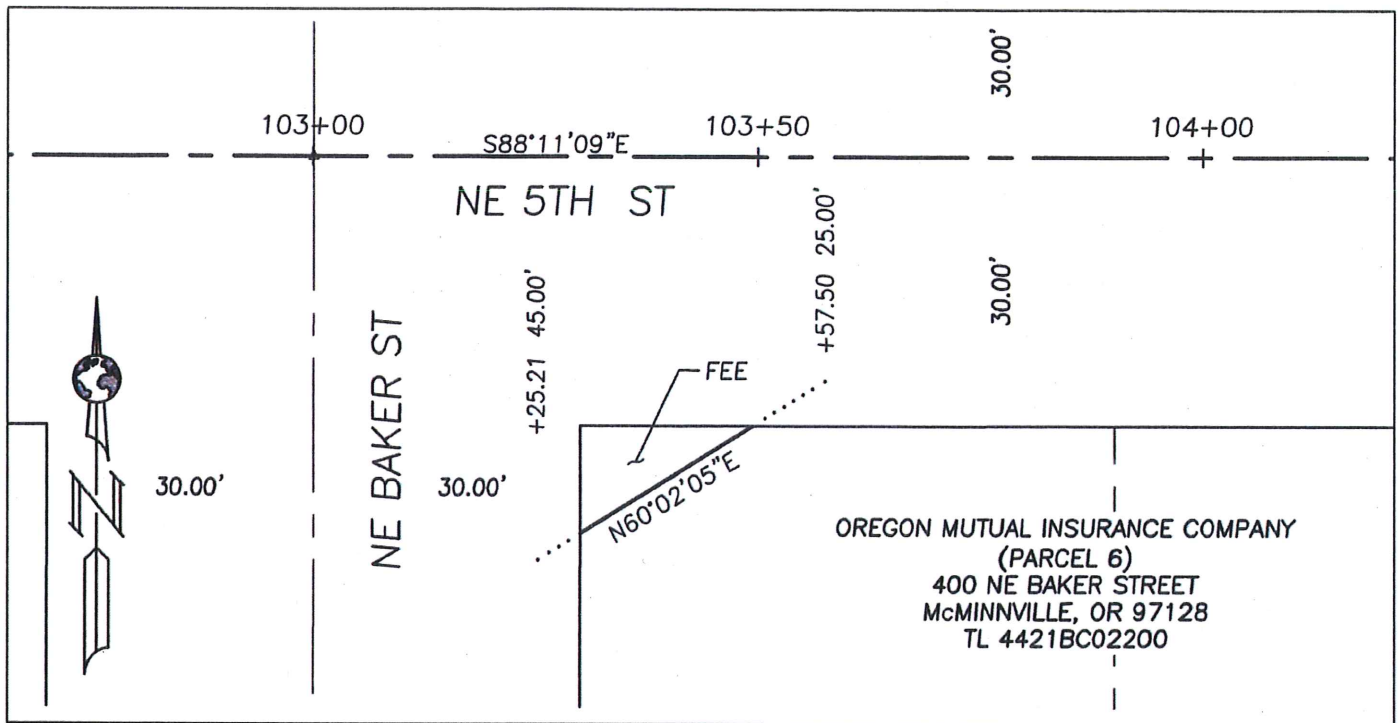 30.00'
103+00
103+50
104+00
S88°11'09"E
NE 5TH ST
+25.21 45.00'
+57.50 25.00'
30.00'
NE BAKER ST
FEE
N
30.00'
30.00'
N60°02'05"E
OREGON MUTUAL INSURANCE COMPANY
(PARCEL 6)
400 NE BAKER STREET
McMINNVILLE, OR 97128
TL 4421BC02200